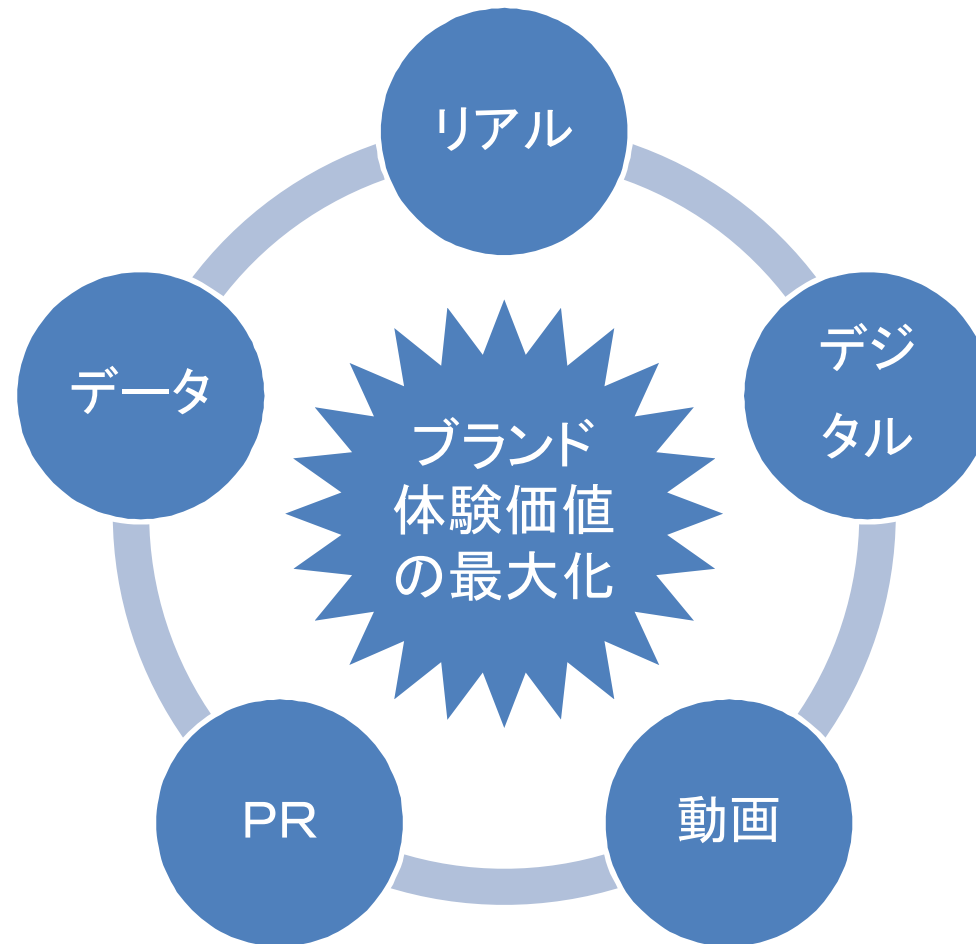 リアル
デジ
タル
データ
ブランド
体験価値
の最大化
PR
動画